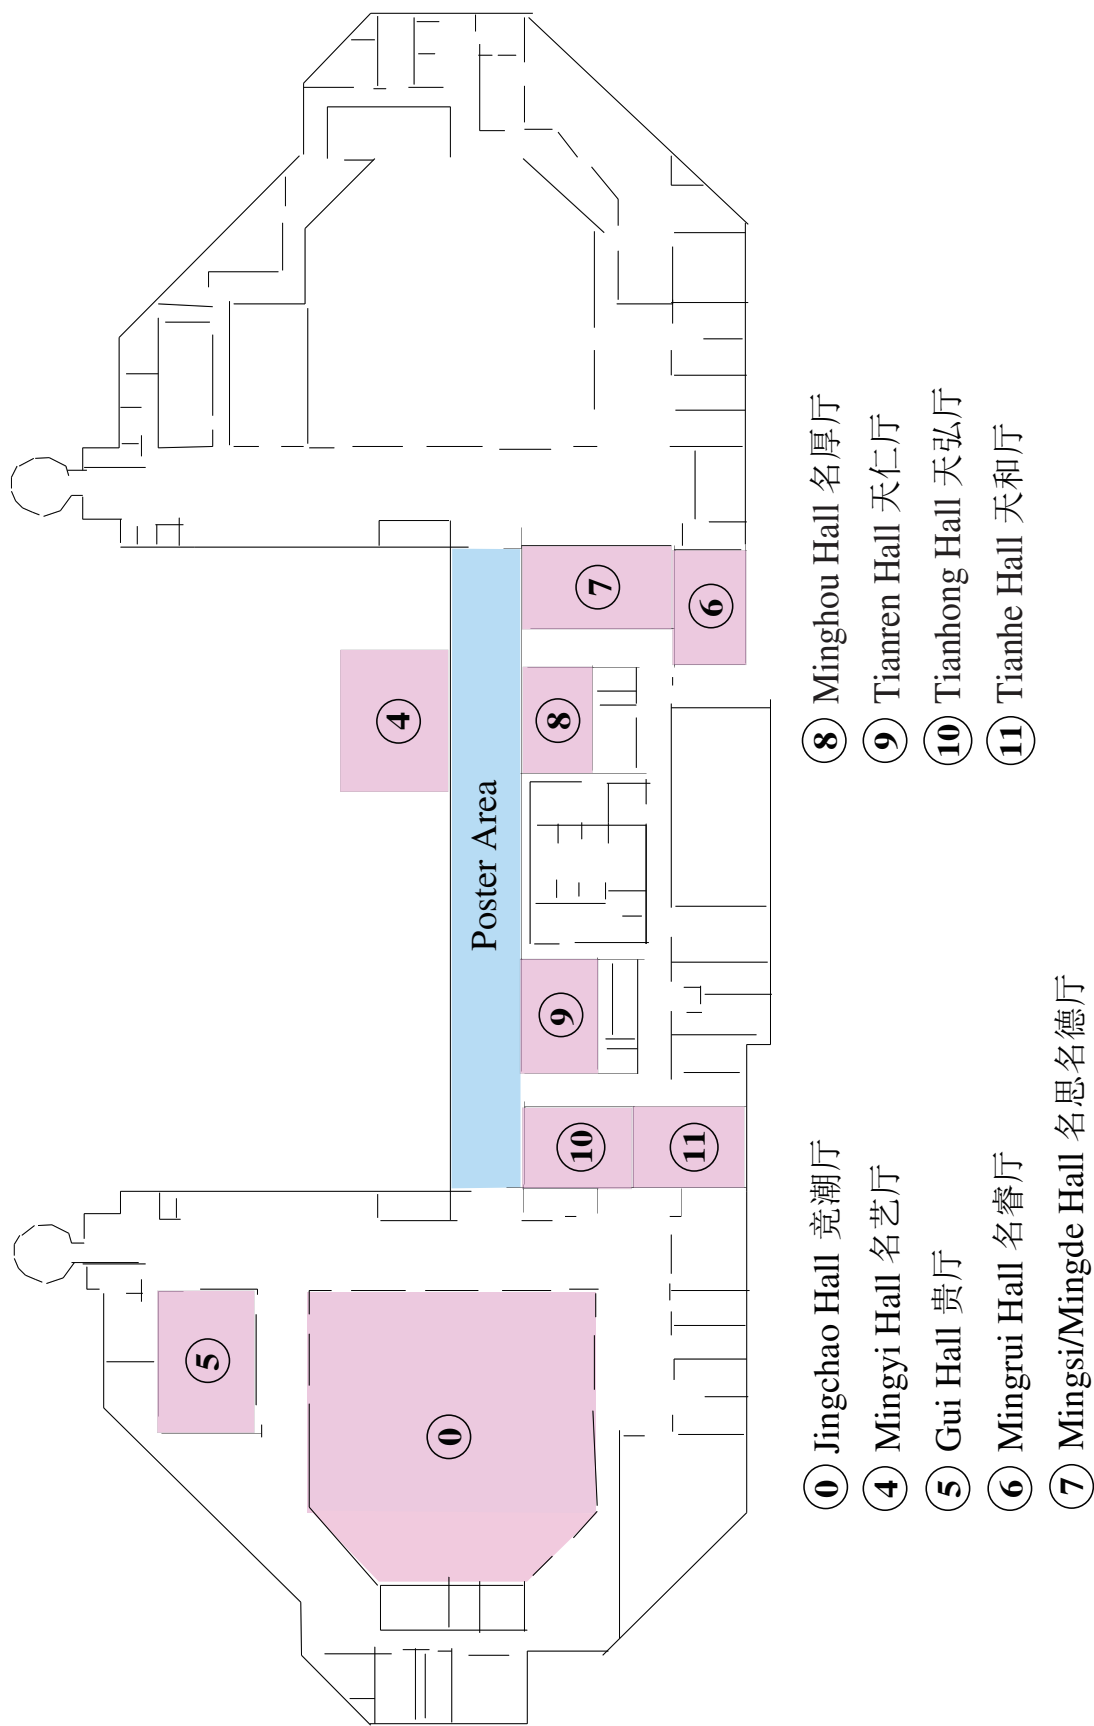 5
0
4
Poster Area
10
9
8
7
11
6
0 Jingchao Hall 竞潮厅
4 Mingyi Hall 名艺厅
5 Gui Hall 贵厅
6 Mingrui Hall 名睿厅
7 Mingsi/Mingde Hall 名思名德厅
8 Minghou Hall 名厚厅
9 Tianren Hall 天仁厅
10 Tianhong Hall 天弘厅
11 Tianhe Hall 天和厅